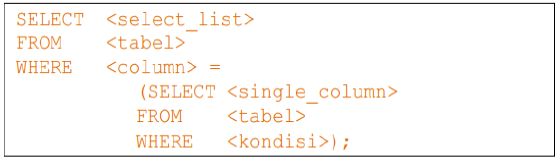 SELECT <select_list>
FROM <tabel>
WHERE <column> =
(SELECT <single_column>
FROM <tabel>
WHERE <kondisi>);